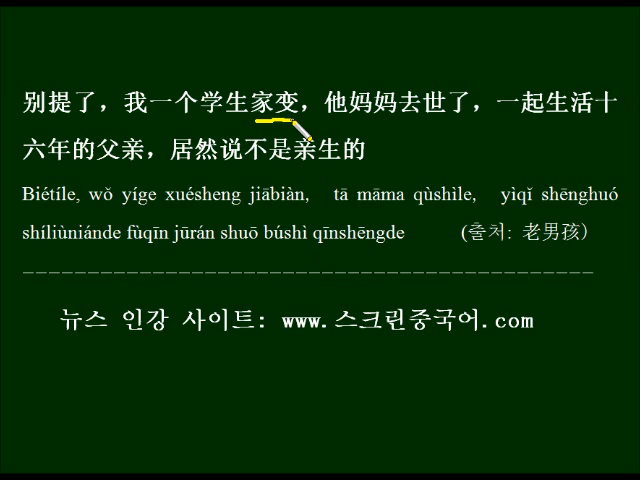 别提了，我一个学生家变，他妈妈去世了，一起生活十
六年的父亲，居然说不是亲生的
Biétíle, wǒ yíge xuésheng jiābiàn, tā māma qùshìle, yìqǐ shēnghuó
shíliùniánde fùqīn jūrán shuō búshì qīnshēngde (출처: 老男孩)
뉴스 인강 사이트: www.스크린중국어.com